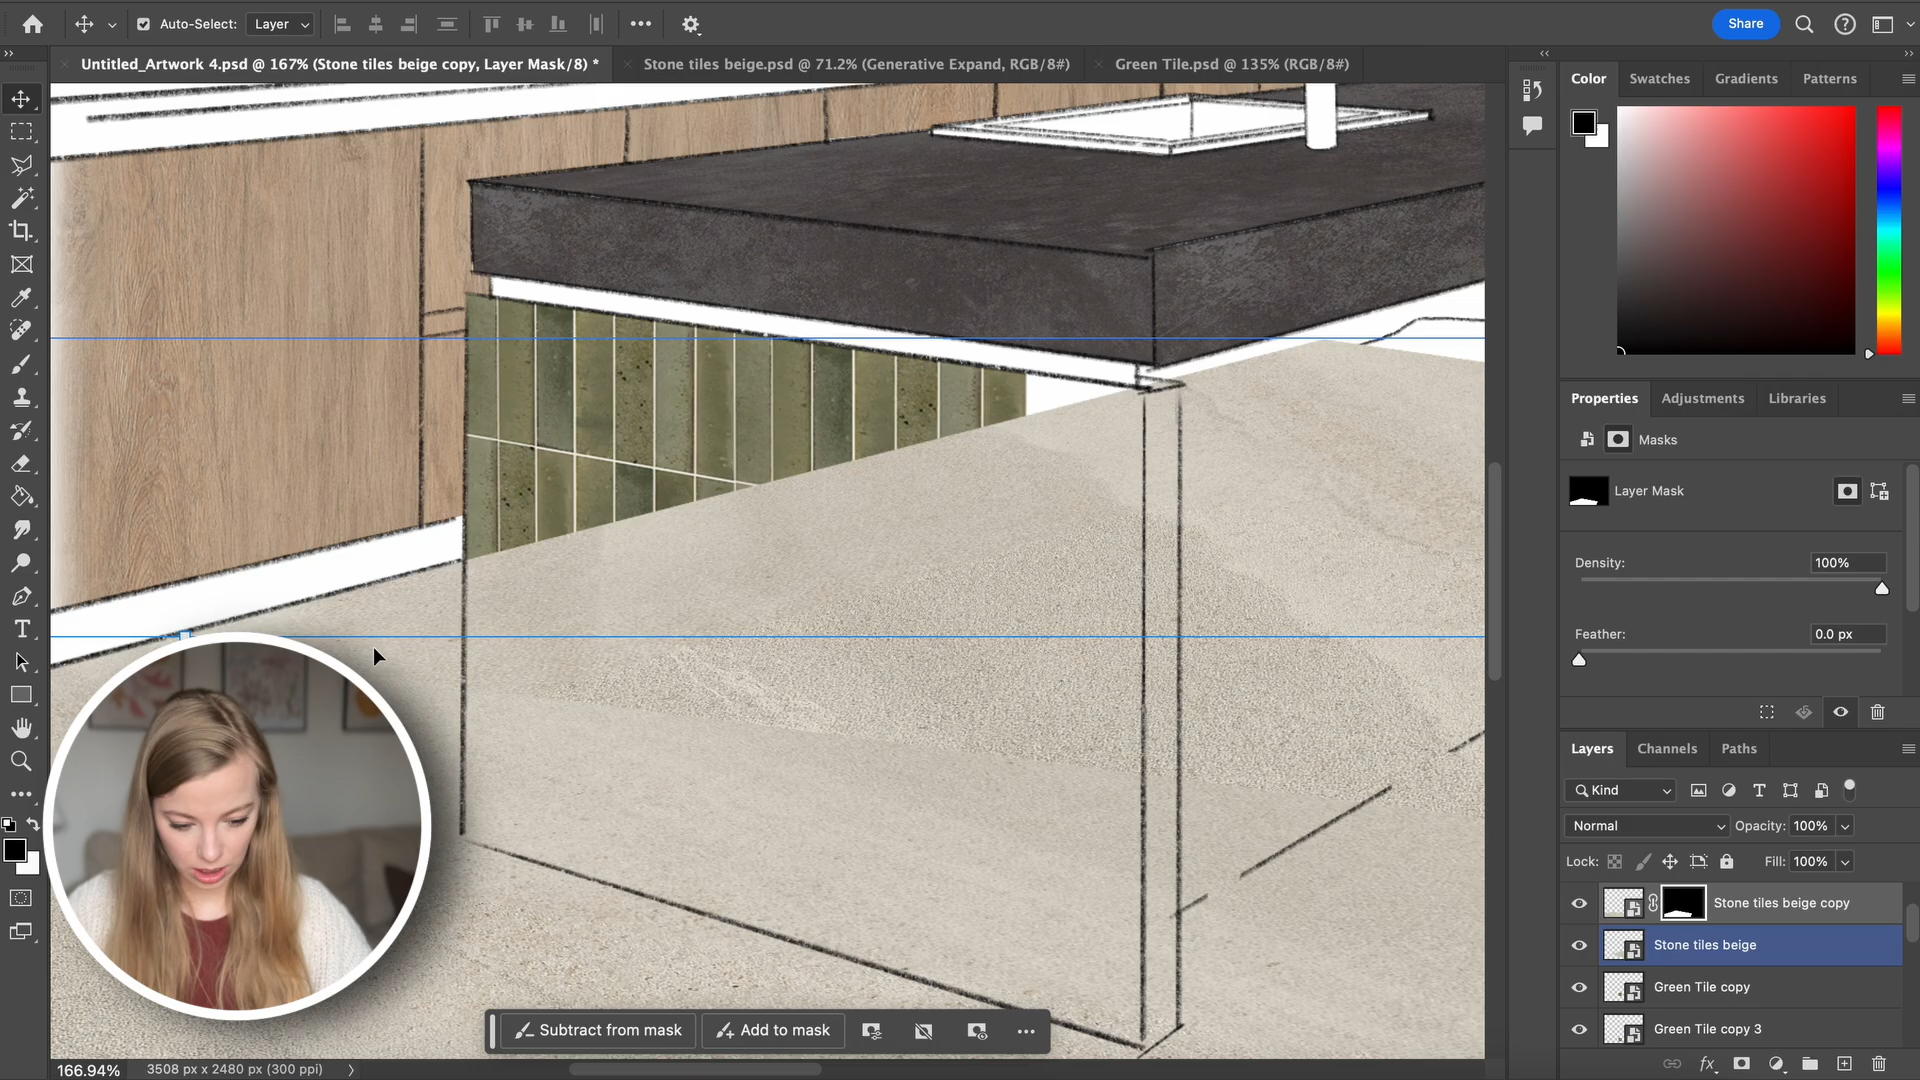 Auto-Select: Layer
Share
Untitled_Artwork 4.psd @ 167% (Stone tiles beige copy, Layer Mask/8) *
Stone tiles beige.psd @ 71.2% (Generative Expand, RGB/8#)
Green Tile.psd @ 135% (RGB/8#)
Color Swatches Gradients Patterns
Properties Adjustments Libraries
Masks
Layer Mask
Density: 100%
Feather: 0.0 px
Layers Channels Paths
Kind
Normal Opacity: 100%
Lock: Fill: 100%
Stone tiles beige copy
Stone tiles beige
Green Tile copy
Green Tile copy 3
fx
Subtract from mask Add to mask
166.94% 3508 px x 2480 px (300 ppi)